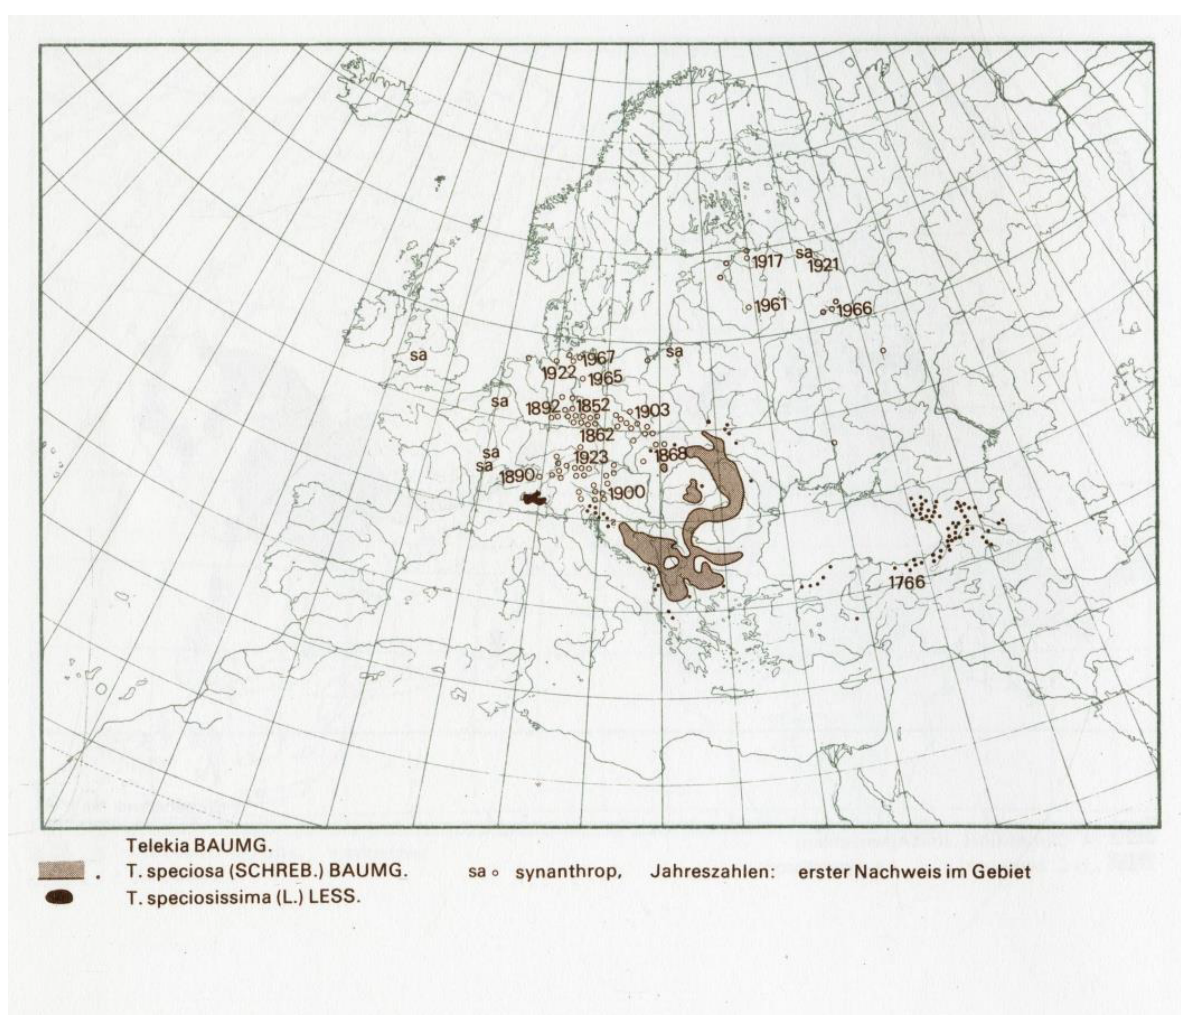 1917
sa
1921
1961
1966
sa
1967
sa
1922
1965
sa
1892
1852
1903
1862
sa
1923
1868
sa
1890
1900
1766
Telekia BAUMG.
. T. speciosa (SCHREB.) BAUMG. sa ○ synanthrop, Jahreszahlen: erster Nachweis im Gebiet
T. speciosissima (L.) LESS.